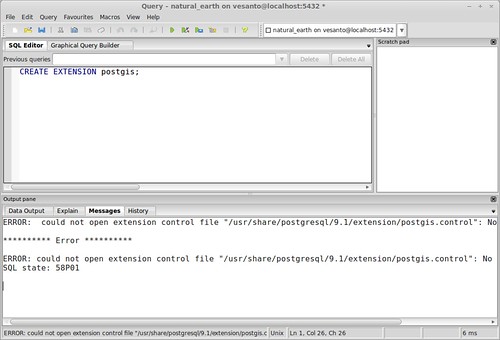 Query - natural_earth on vesanto@localhost:5432 *
File Edit Query Favourites Macros View Help
natural_earth on vesanto@localhost:5432
SQL Editor Graphical Query Builder
Scratch pad
Previous queries Delete Delete All
CREATE EXTENSION postgis;
Output pane
Data Output Explain Messages History
ERROR:  could not open extension control file "/usr/share/postgresql/9.1/extension/postgis.control": No
********** Error **********
ERROR: could not open extension control file "/usr/share/postgresql/9.1/extension/postgis.control": No
SQL state: 58P01
ERROR: could not open extension control file "/usr/share/postgresql/9.1/extension/postgis.c Unix Ln 1, Col 26, Ch 26 6 ms